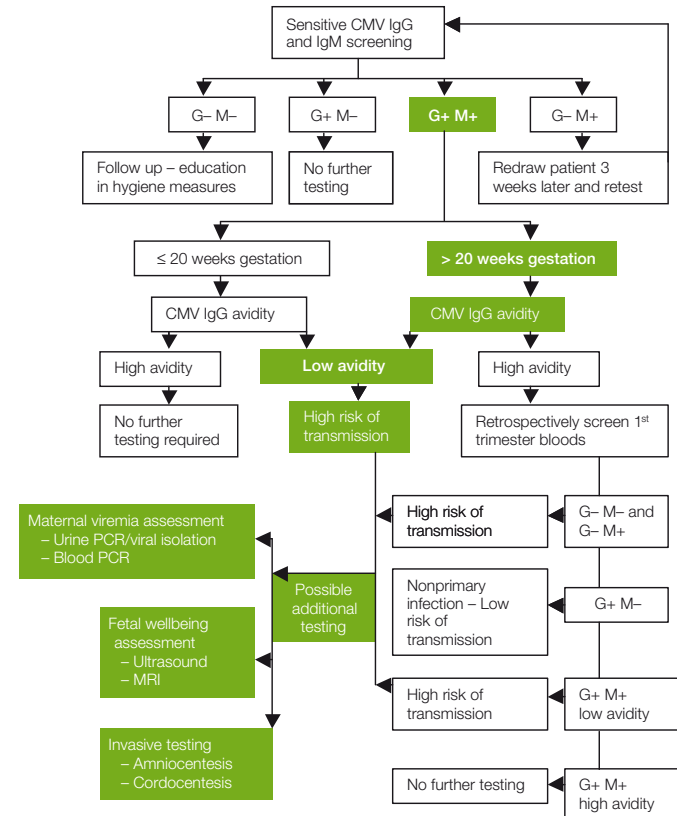 Sensitive CMV IgG
and IgM screening
G– M–
G+ M–
G+ M+
G– M+
Follow up – education
in hygiene measures
No further
testing
Redraw patient 3
weeks later and retest
≤ 20 weeks gestation
> 20 weeks gestation
CMV IgG avidity
CMV IgG avidity
High avidity
Low avidity
High avidity
No further
testing required
High risk of
transmission
Retrospectively screen 1st
trimester bloods
Maternal viremia assessment
– Urine PCR/viral isolation
– Blood PCR
High risk of
transmission
G– M– and
G– M+
Possible
additional
testing
Nonprimary
infection – Low
risk of
transmission
G+ M–
Fetal wellbeing
assessment
– Ultrasound
– MRI
High risk of
transmission
G+ M+
low avidity
Invasive testing
– Amniocentesis
– Cordocentesis
No further testing
G+ M+
high avidity